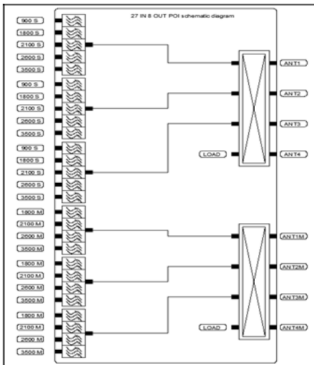 27 IN 8 OUT POI schematic diagram
900 S
1800 S
2100 S
2600 S
3500 S
900 S
1800 S
2100 S
2600 S
3500 S
900 S
1800 S
2100 S
2600 S
3500 S
1800 M
2100 M
2600 M
3500 M
1800 M
2100 M
2600 M
3500 M
1800 M
2100 M
2600 M
3500 M
ANT1
ANT2
ANT3
LOAD
ANT4
ANT1M
ANT2M
ANT3M
LOAD
ANT4M